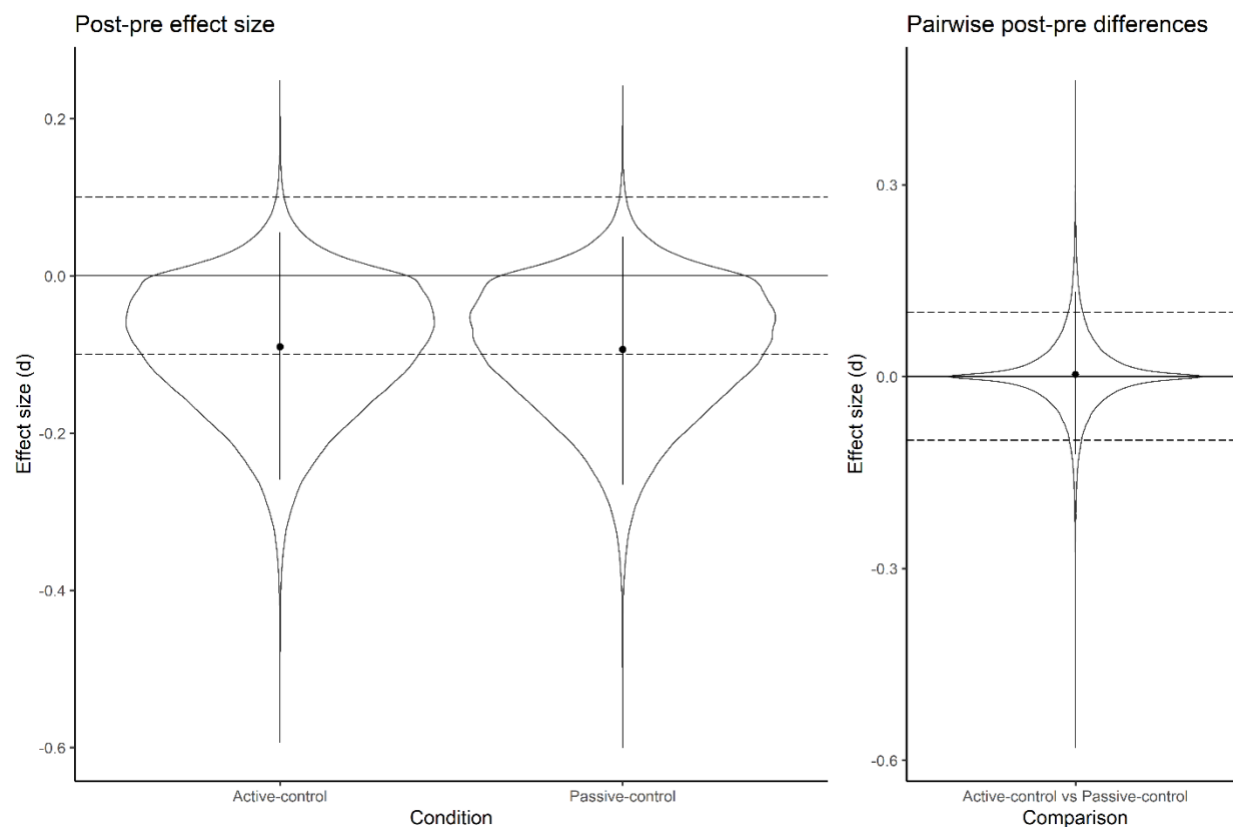 Post-pre effect size
Effect size (d)
0.2
0.0
-0.2
-0.4
-0.6
Active-control
Passive-control
Condition
Pairwise post-pre differences
Effect size (d)
0.3
0.0
-0.3
-0.6
Active-control vs Passive-control
Comparison